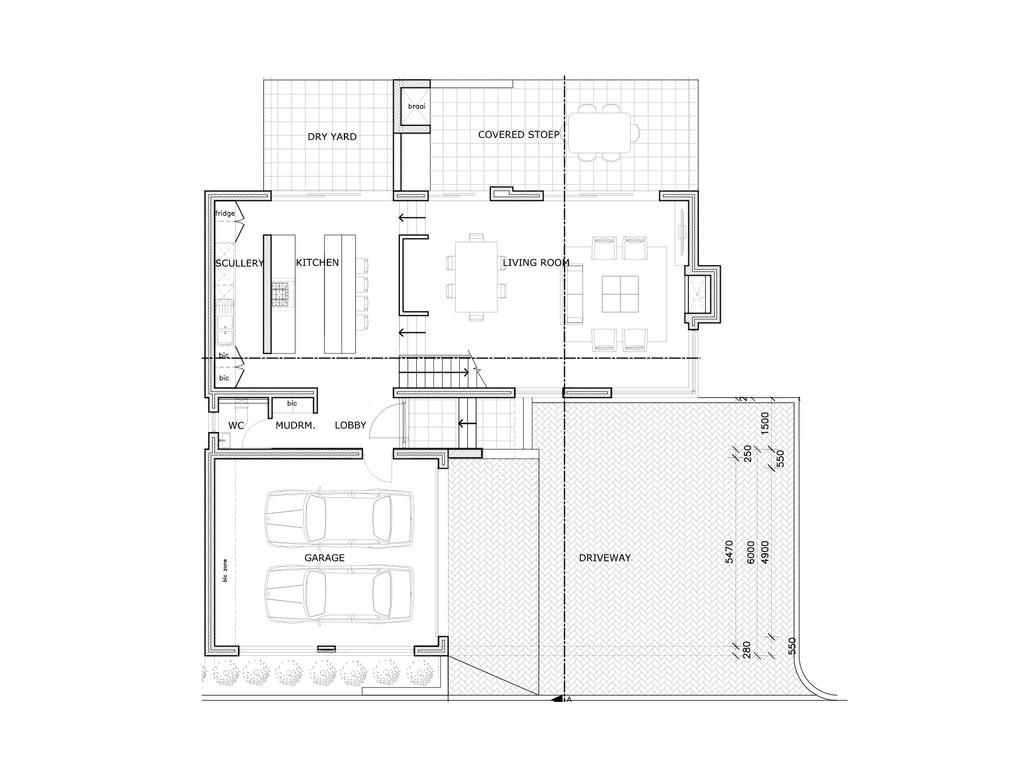 braai
DRY YARD
COVERED STOEP
fridge
SCULLERY
KITCHEN
LIVING ROOM
bic
bic
bic
WC
MUDRM.
LOBBY
1500
250
550
5470
6000
4900
GARAGE
DRIVEWAY
bic zone
280
550
A